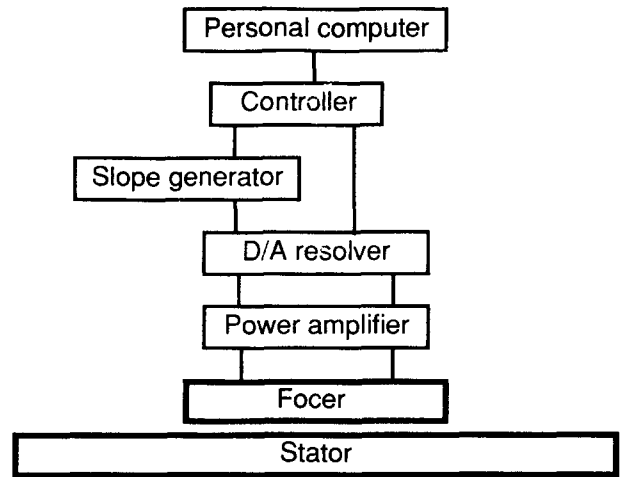 Personal computer
Controller
Slope generator
D/A resolver
Power amplifier
Focer
Stator